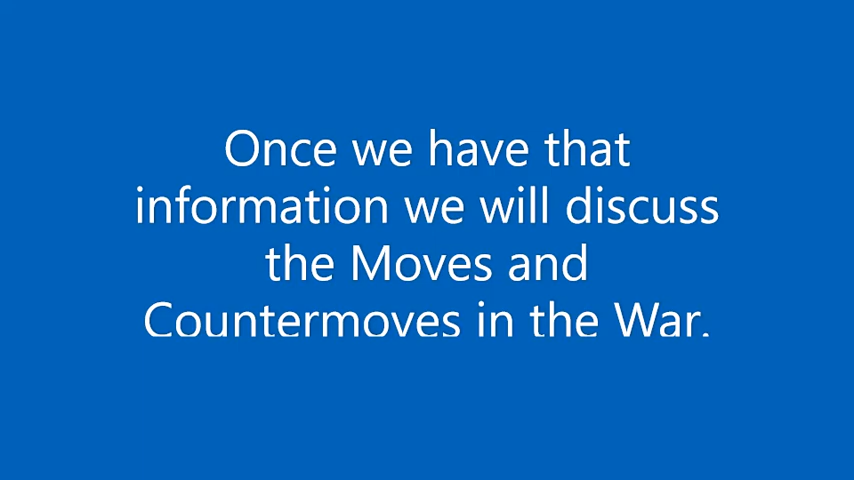 Once we have that
information we will discuss
the Moves and
Countermoves in the War.